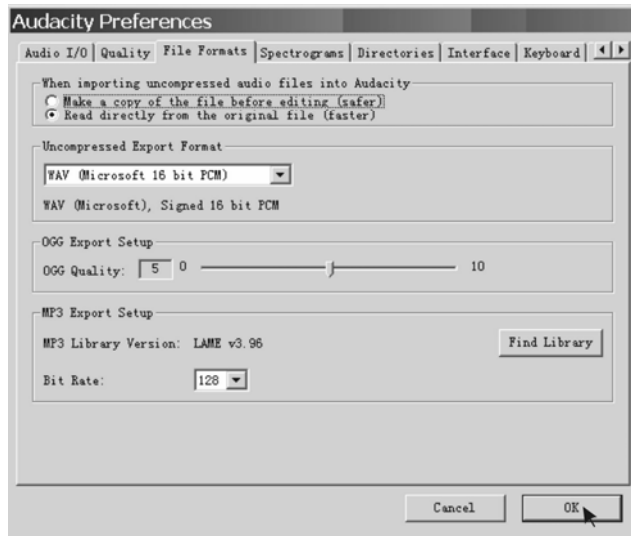 Audacity Preferences
Audio I/O Quality File Formats Spectrograms Directories Interface Keyboard
When importing uncompressed audio files into Audacity
Make a copy of the file before editing (safer)
Read directly from the original file (faster)
Uncompressed Export Format
WAV (Microsoft 16 bit PCM)
WAV (Microsoft), Signed 16 bit PCM
OGG Export Setup
OGG Quality: 5 0 10
MP3 Export Setup
MP3 Library Version: LAME v3.96 Find Library
Bit Rate: 128
Cancel OK